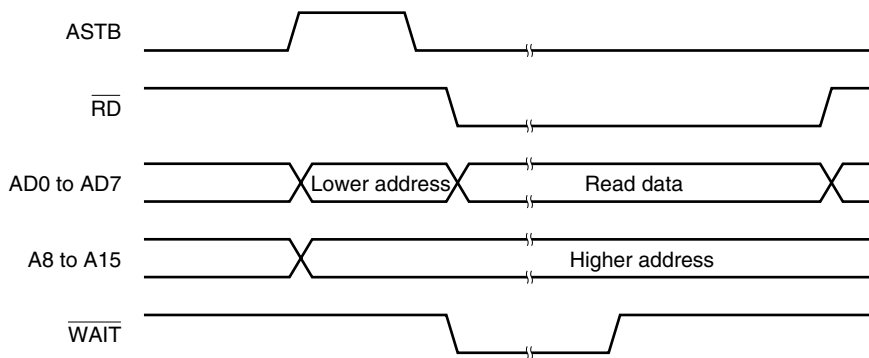 ASTB
RD
AD0 to AD7 Lower address Read data
A8 to A15 Higher address
WAIT